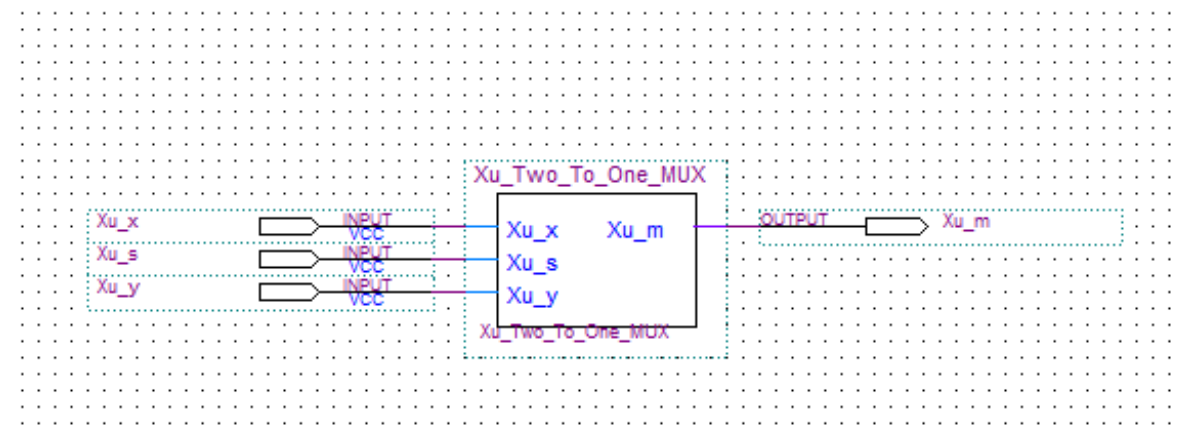 Xu_Two_To_One_MUX
Xu_x INPUT
VCC
Xu_s INPUT
VCC
Xu_y INPUT
VCC
Xu_x Xu_m
Xu_s
Xu_y
Xu_Two_To_One_MUX
OUTPUT Xu_m